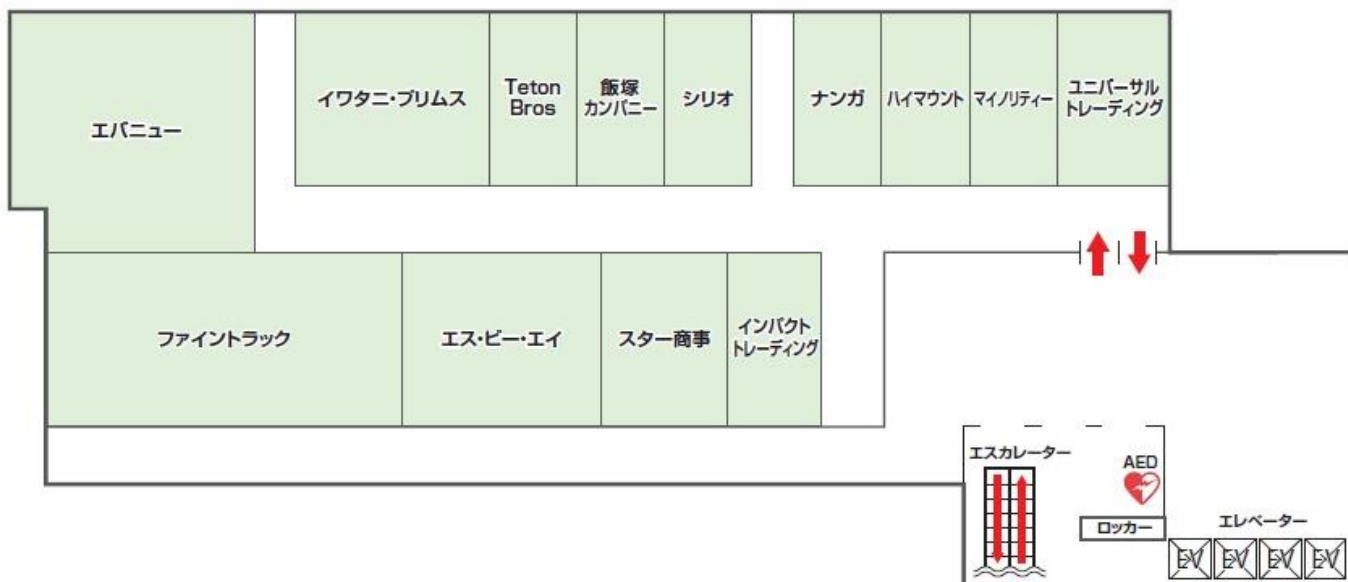 エバニュー
イワタニ・プリムス
Teton
Bros
飯塚
カンパニー
シリオ
ナンガ
ハイマウント
マイノリティー
ユニバーサル
トレーディング
ファイントラック
エス・ビー・エイ
スター商事
インパクト
トレーディング
エスカレーター
AED
ロッカー
エレベーター
EV
EV
EV
EV